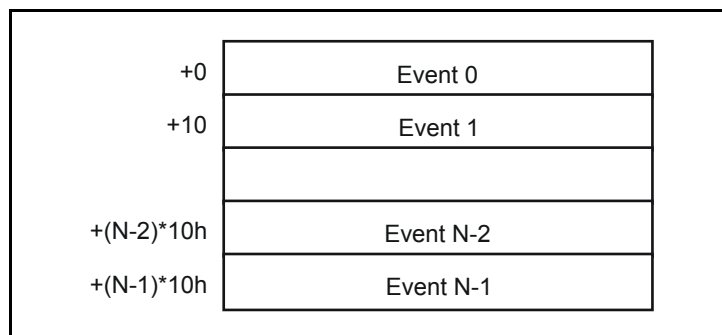 +0 Event 0
+10 Event 1
+(N-2)*10h Event N-2
+(N-1)*10h Event N-1